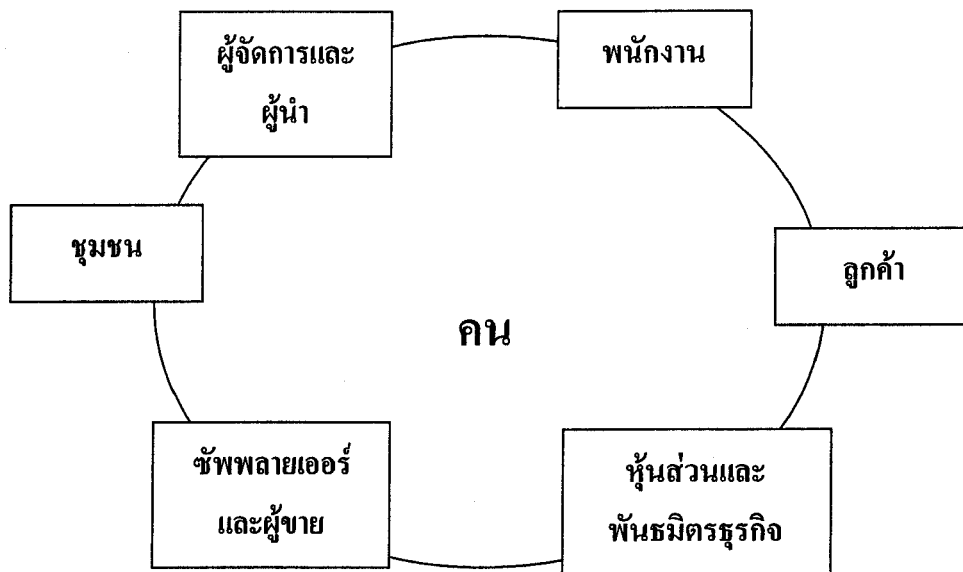 ผู้จัดการและ
ผู้นำ
พนักงาน
ชุมชน
ลูกค้า
คน
ซัพพลายเออร์
และผู้ขาย
หุ้นส่วนและ
พันธมิตรธุรกิจ